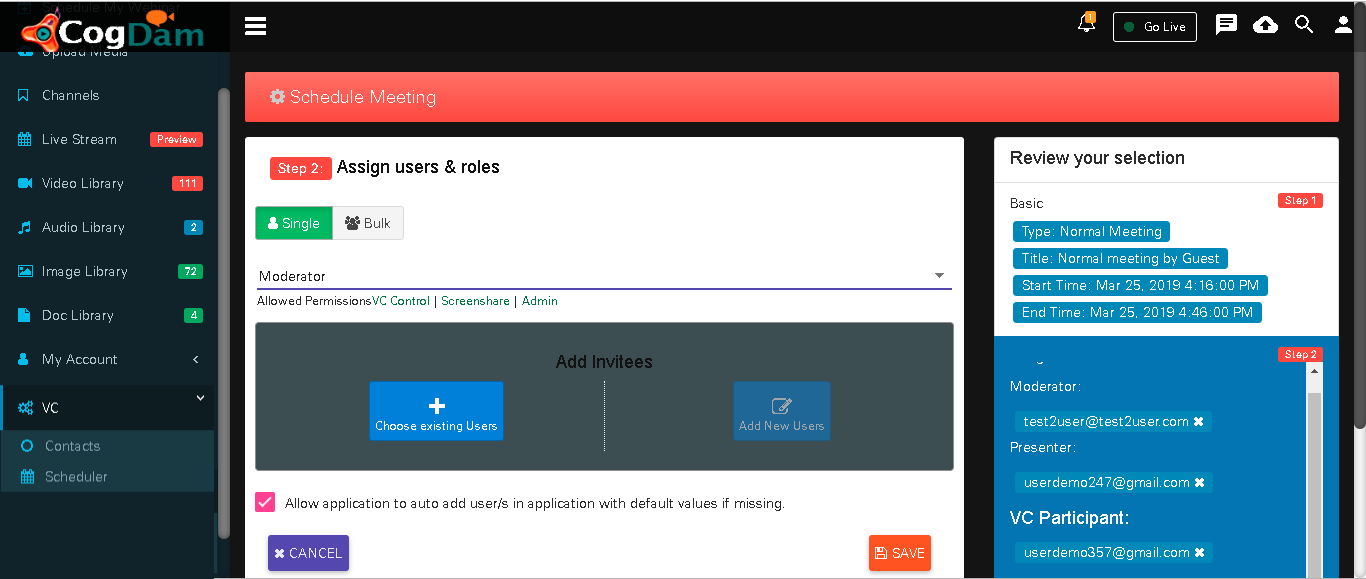 Schedule My Webinar
CogDam
1
Go Live
Upload Media
Channels
Live Stream Preview
Video Library 111
Audio Library 2
Image Library 72
Doc Library 4
My Account
VC
Contacts
Scheduler
Schedule Meeting
Step 2: Assign users & roles
Single Bulk
Moderator
Allowed PermissionsVC Control | Screenshare | Admin
Add Invitees
Choose existing Users Add New Users
Allow application to auto add user/s in application with default values if missing.
CANCEL SAVE
Review your selection
Basic Step 1
Type: Normal Meeting
Title: Normal meeting by Guest
Start Time: Mar 25, 2019 4:16:00 PM
End Time: Mar 25, 2019 4:46:00 PM
Step 2
Moderator:
test2user@test2user.com
Presenter:
userdemo247@gmail.com
VC Participant:
userdemo357@gmail.com